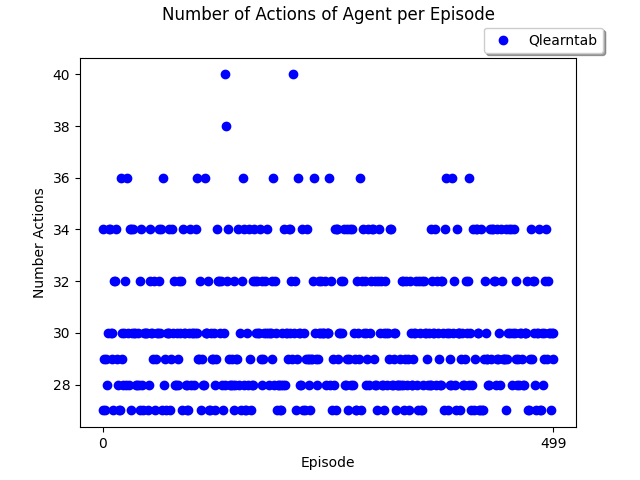 Number of Actions of Agent per Episode
Qlearntab
40
38
36
34
32
30
28
Number Actions
0
499
Episode